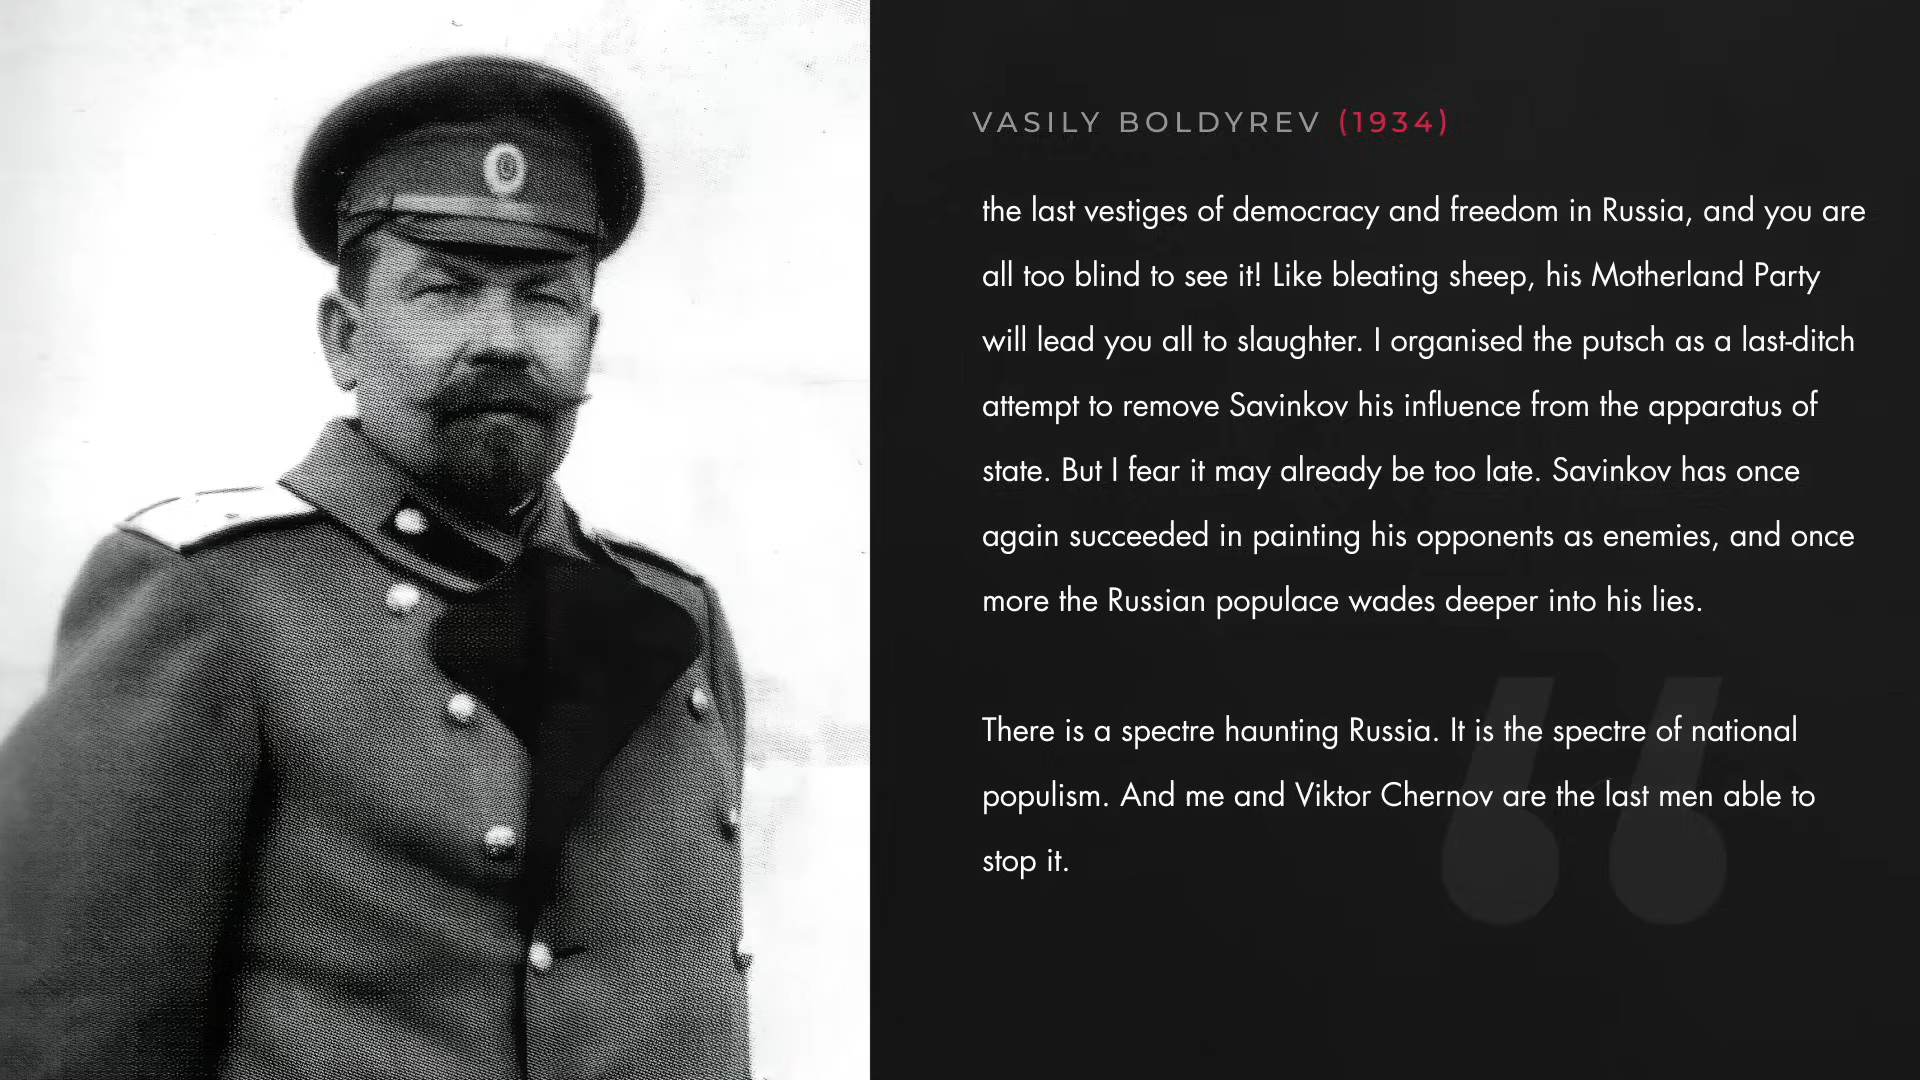 VASILY BOLDYREV (1934)
the last vestiges of democracy and freedom in Russia, and you are
all too blind to see it! Like bleating sheep, his Motherland Party
will lead you all to slaughter. I organised the putsch as a last-ditch
attempt to remove Savinkov his influence from the apparatus of
state. But I fear it may already be too late. Savinkov has once
again succeeded in painting his opponents as enemies, and once
more the Russian populace wades deeper into his lies.
There is a spectre haunting Russia. It is the spectre of national
populism. And me and Viktor Chernov are the last men able to
stop it.